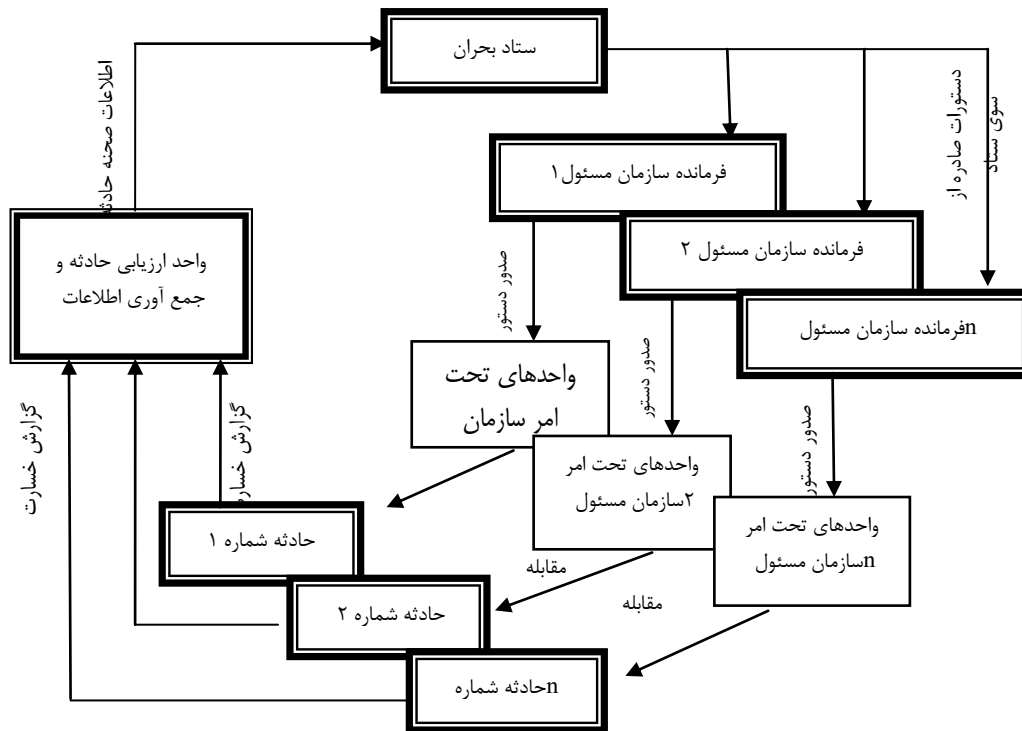 ستاد بحران
اطلاعات صحنه حادثه
دستورات صادره از
سوی ستاد
فرمانده سازمان مسئول۱
فرمانده سازمان مسئول ۲
nفرمانده سازمان مسئول
واحد ارزیابی حادثه و
جمع آوری اطلاعات
صدور دستور
صدور دستور
صدور دستور
واحدهای تحت
امر سازمان
واحدهای تحت امر
۲سازمان مسئول
واحدهای تحت امر
nسازمان مسئول
گزارش خسارت
گزارش خسار
حادثه شماره ۱
حادثه شماره ۲
nحادثه شماره
مقابله
مقابله